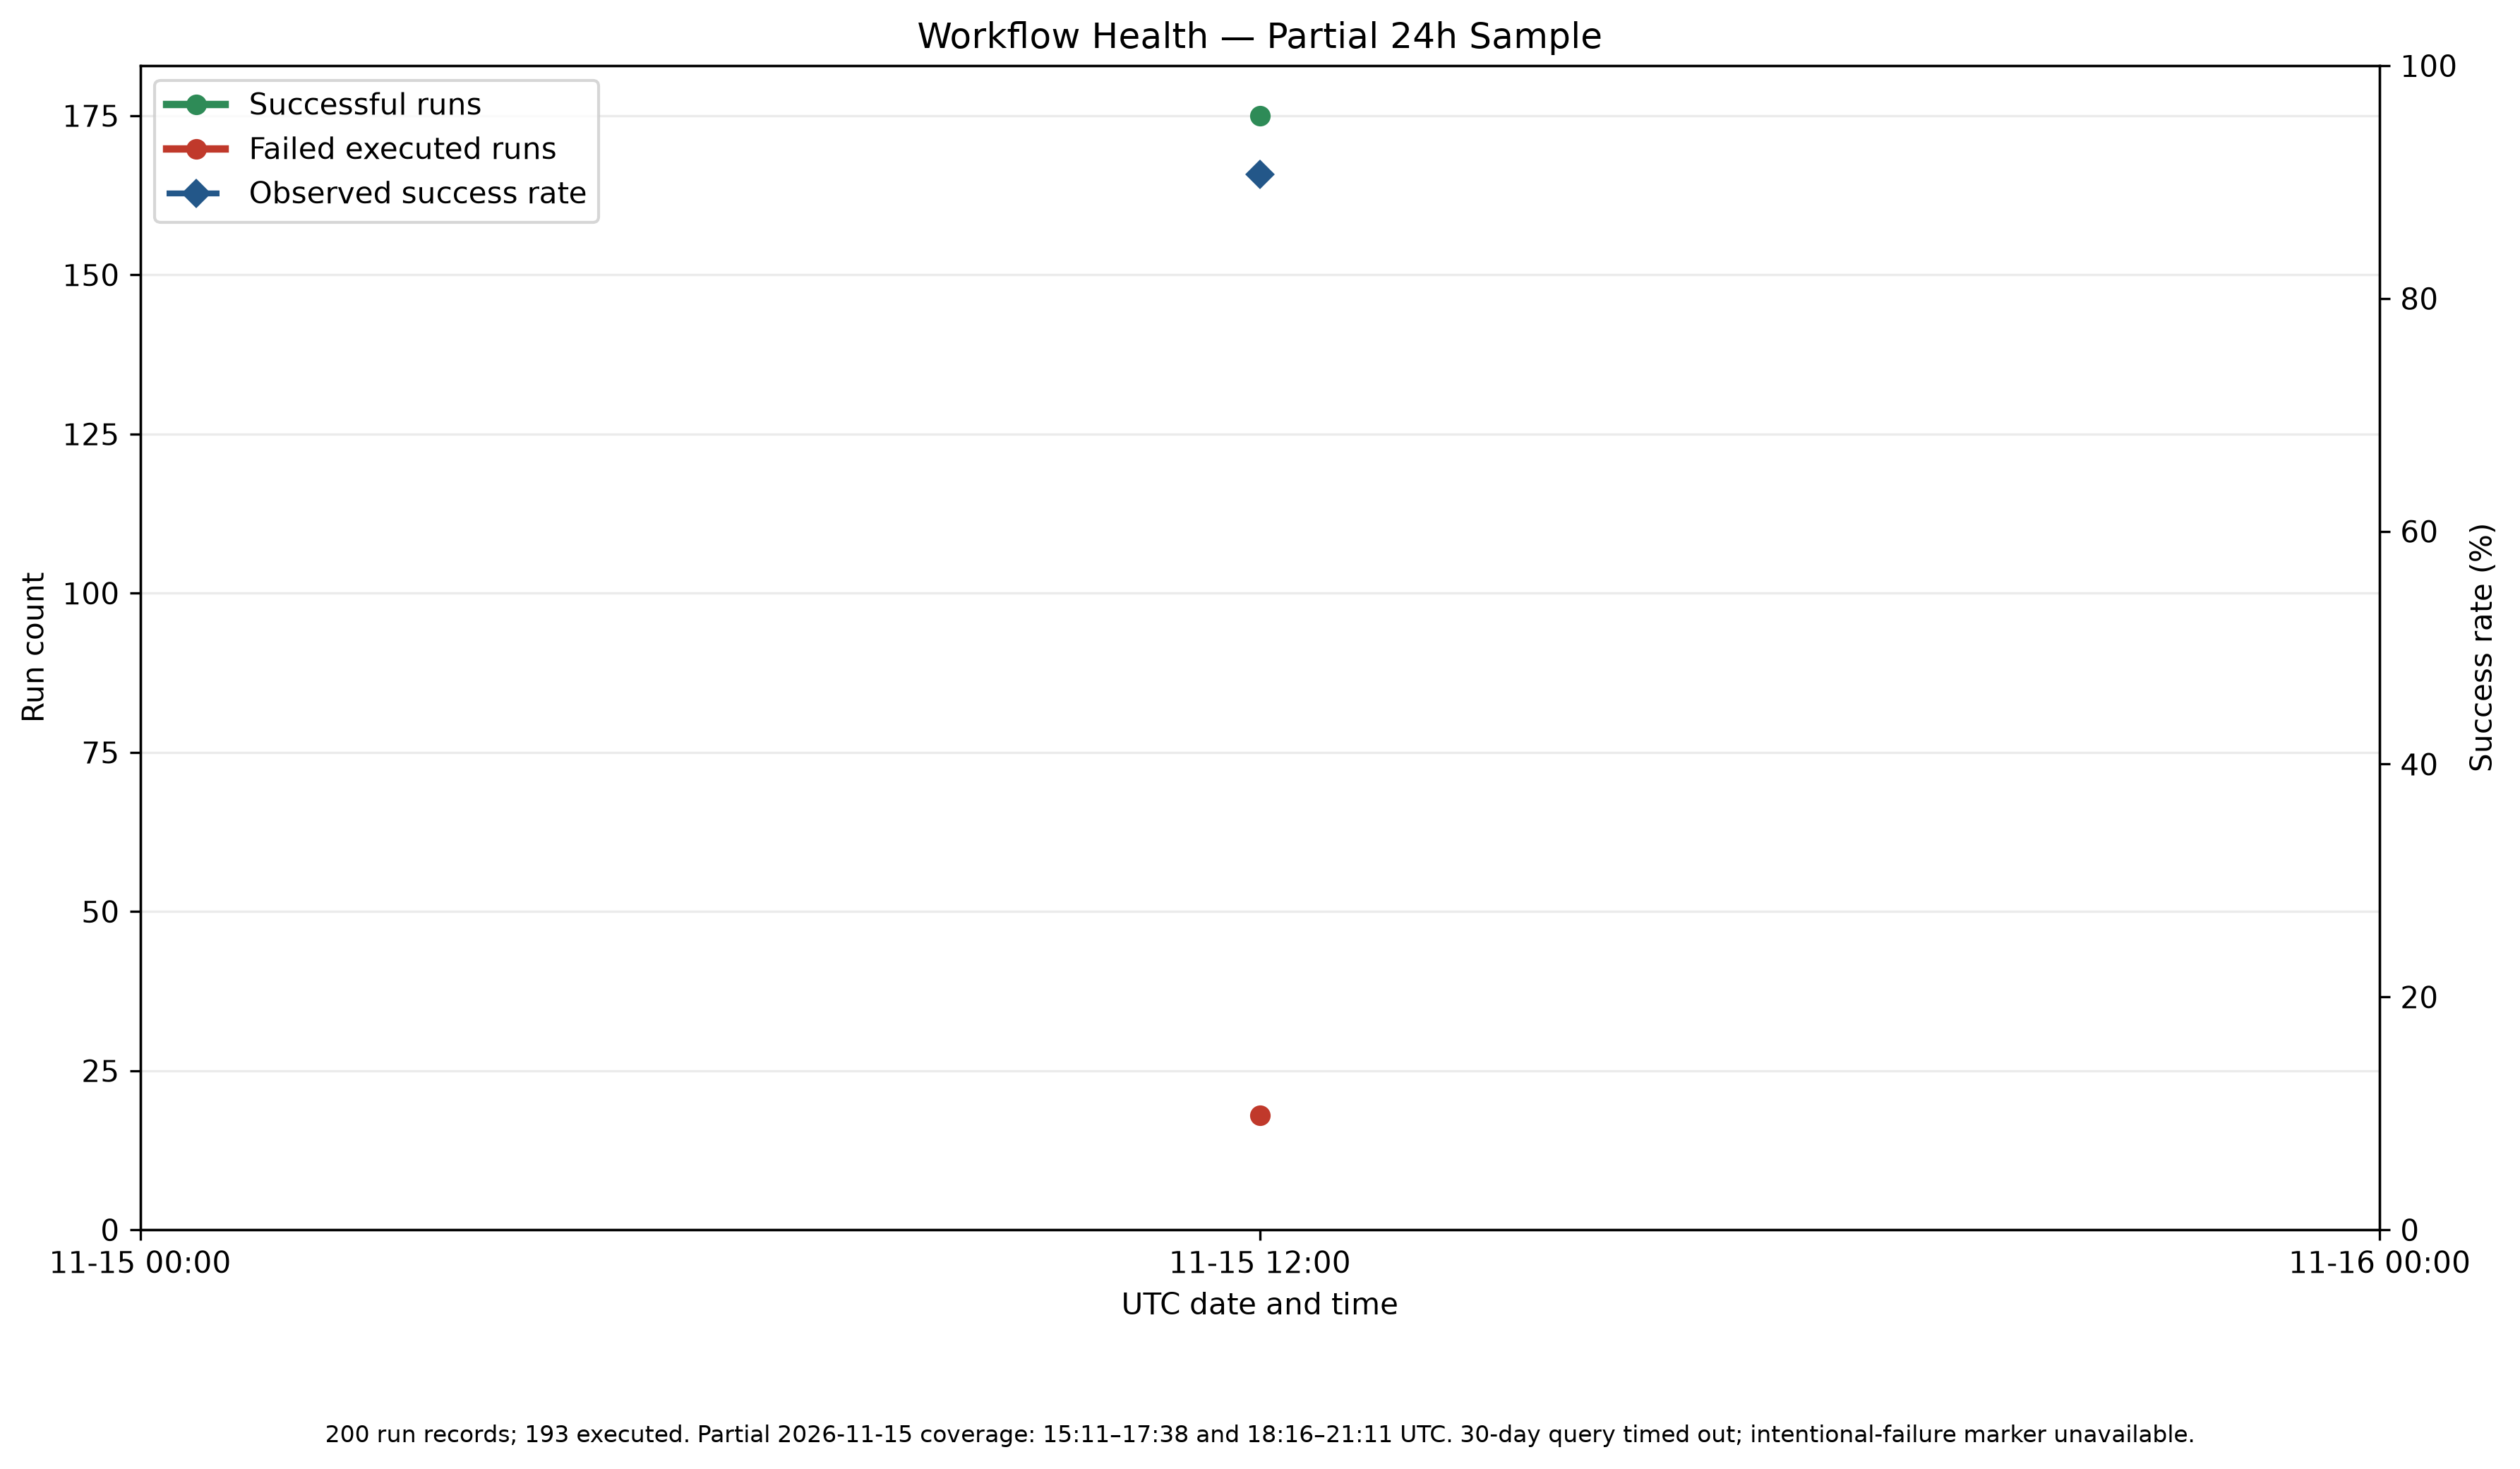 Workflow Health — Partial 24h Sample
Successful runs
Failed executed runs
Observed success rate
175
150
125
100
75
50
25
0
Run count
100
80
60
40
20
0
Success rate (%)
11-15 00:00
11-15 12:00
11-16 00:00
UTC date and time
200 run records; 193 executed. Partial 2026-11-15 coverage: 15:11–17:38 and 18:16–21:11 UTC. 30-day query timed out; intentional-failure marker unavailable.